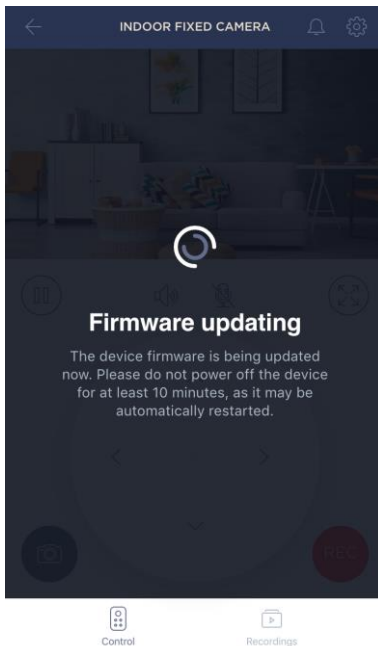 INDOOR FIXED CAMERA
Firmware updating
The device firmware is being updated
now. Please do not power off the device
for at least 10 minutes, as it may be
automatically restarted.
REC
Control
Recordings